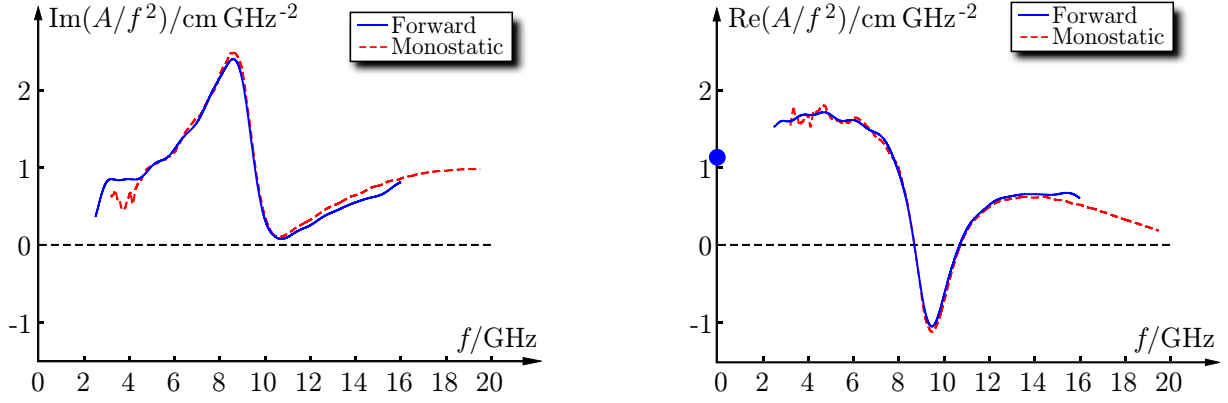 Im(A/f²)/cm GHz⁻²
Forward
Monostatic
2
1
0
-1
f/GHz
0 2 4 6 8 10 12 14 16 18 20
Re(A/f²)/cm GHz⁻²
Forward
Monostatic
2
1
0
-1
f/GHz
0 2 4 6 8 10 12 14 16 18 20